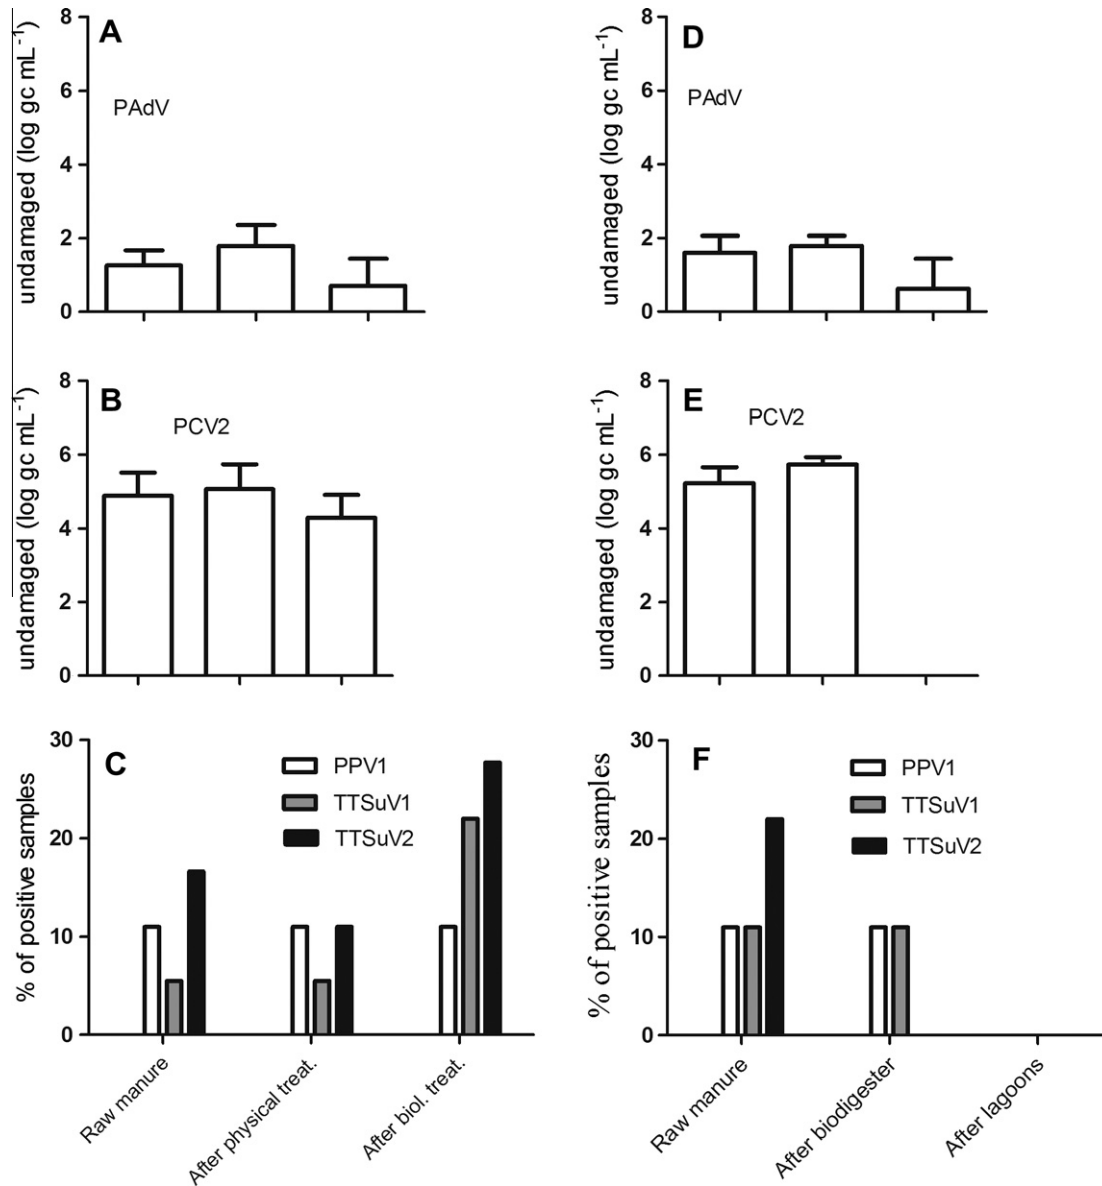 A
PAdV
undamaged (log gc mL-1)
8
6
4
2
0
D
PAdV
undamaged (log gc mL-1)
8
6
4
2
0
B
PCV2
undamaged (log gc mL-1)
8
6
4
2
0
E
PCV2
undamaged (log gc mL-1)
8
6
4
2
0
C
PPV1
TTSuV1
TTSuV2
% of positive samples
30
20
10
0
Raw manure
After physical treat.
After biol. treat.
F
PPV1
TTSuV1
TTSuV2
% of positive samples
30
20
10
0
Raw manure
After biodigester
After lagoons